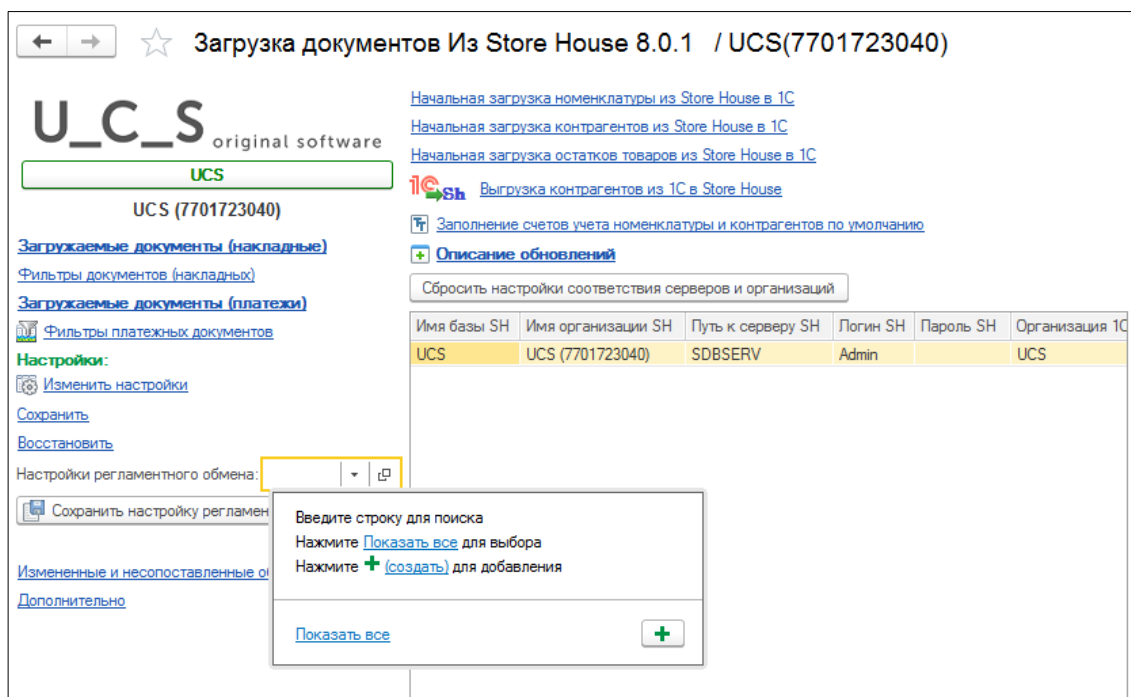 Загрузка документов Из Store House 8.0.1 / UCS(7701723040)
U_C_S original software
UCS
UCS (7701723040)
Загружаемые документы (накладные)
Фильтры документов (накладных)
Загружаемые документы (платежи)
Фильтры платежных документов
Настройки:
Изменить настройки
Сохранить
Восстановить
Настройки регламентного обмена:
Сохранить настройку регламен
Измененные и несопоставленные о
Дополнительно
Начальная загрузка номенклатуры из Store House в 1С
Начальная загрузка контрагентов из Store House в 1С
Начальная загрузка остатков товаров из Store House в 1С
1C Sh Выгрузка контрагентов из 1С в Store House
Тт Заполнение счетов учета номенклатуры и контрагентов по умолчанию
Описание обновлений
Сбросить настройки соответствия серверов и организаций
Имя базы SH Имя организации SH Путь к серверу SH Логин SH Пароль SH Организация 1С
UCS UCS (7701723040) SDBSERV Admin UCS
Введите строку для поиска
Нажмите Показать все для выбора
Нажмите + (создать) для добавления
Показать все